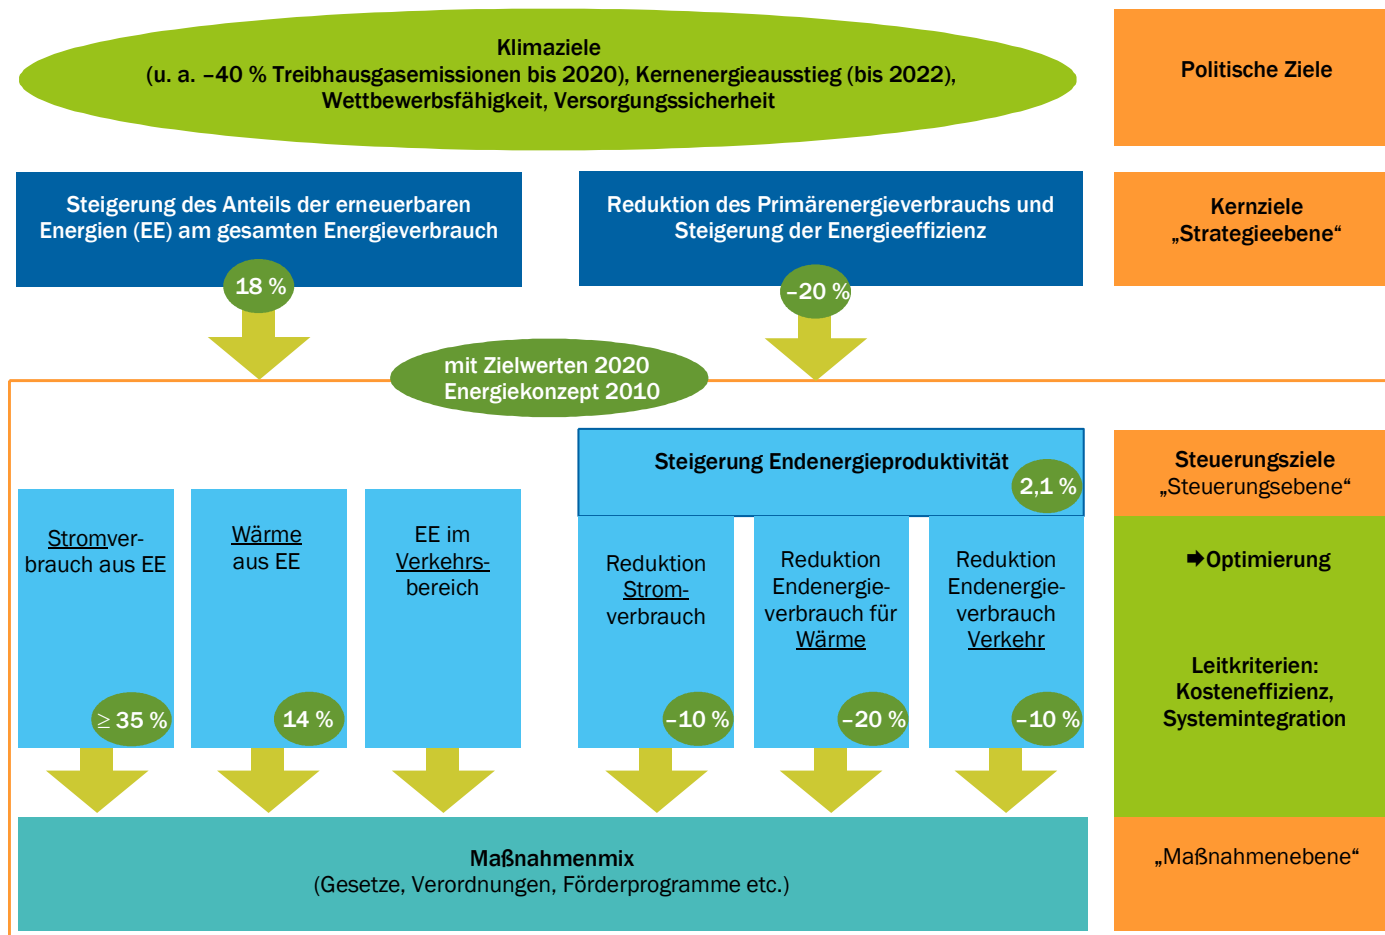 Klimaziele
(u. a. –40 % Treibhausgasemissionen bis 2020), Kernenergieausstieg (bis 2022),
Wettbewerbsfähigkeit, Versorgungssicherheit
Politische Ziele
Steigerung des Anteils der erneuerbaren
Energien (EE) am gesamten Energieverbrauch
18 %
Reduktion des Primärenergieverbrauchs und
Steigerung der Energieeffizienz
–20 %
Kernziele
„Strategieebene“
mit Zielwerten 2020
Energiekonzept 2010
Steigerung Endenergieproduktivität
2,1 %
Steuerungsziele
„Steuerungsebene“
Stromver-
brauch aus EE
≥ 35 %
Wärme
aus EE
14 %
EE im
Verkehrs-
bereich
Reduktion
Strom-
verbrauch
–10 %
Reduktion
Endenergie-
verbrauch für
Wärme
–20 %
Reduktion
Endenergie-
verbrauch
Verkehr
–10 %
➡Optimierung
Leitkriterien:
Kosteneffizienz,
Systemintegration
Maßnahmenmix
(Gesetze, Verordnungen, Förderprogramme etc.)
„Maßnahmenebene“